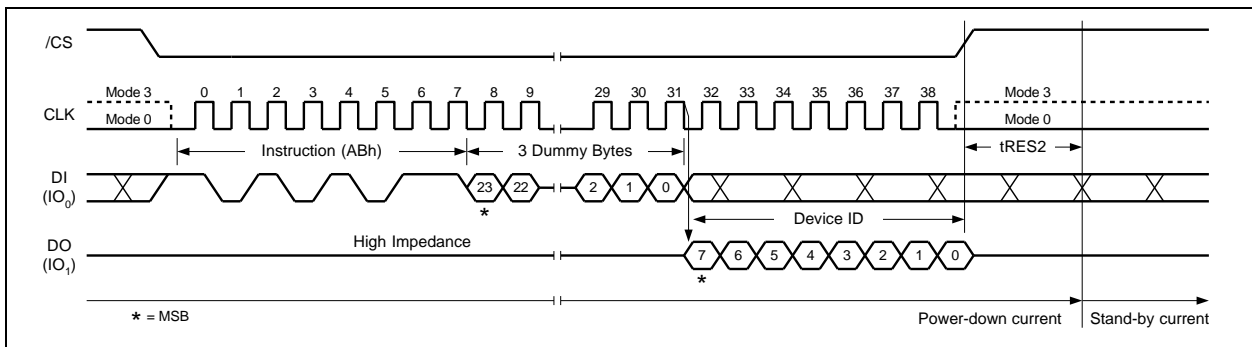 /CS
Mode 3 0 1 2 3 4 5 6 7 8 9 29 30 31 32 33 34 35 36 37 38 Mode 3
CLK
Mode 0 Mode 0
Instruction (ABh) 3 Dummy Bytes tRES2
DI
(IO0)
23 22 2 1 0
*
Device ID
High Impedance
DO
(IO1)
7 6 5 4 3 2 1 0
*
* = MSB
Power-down current Stand-by current